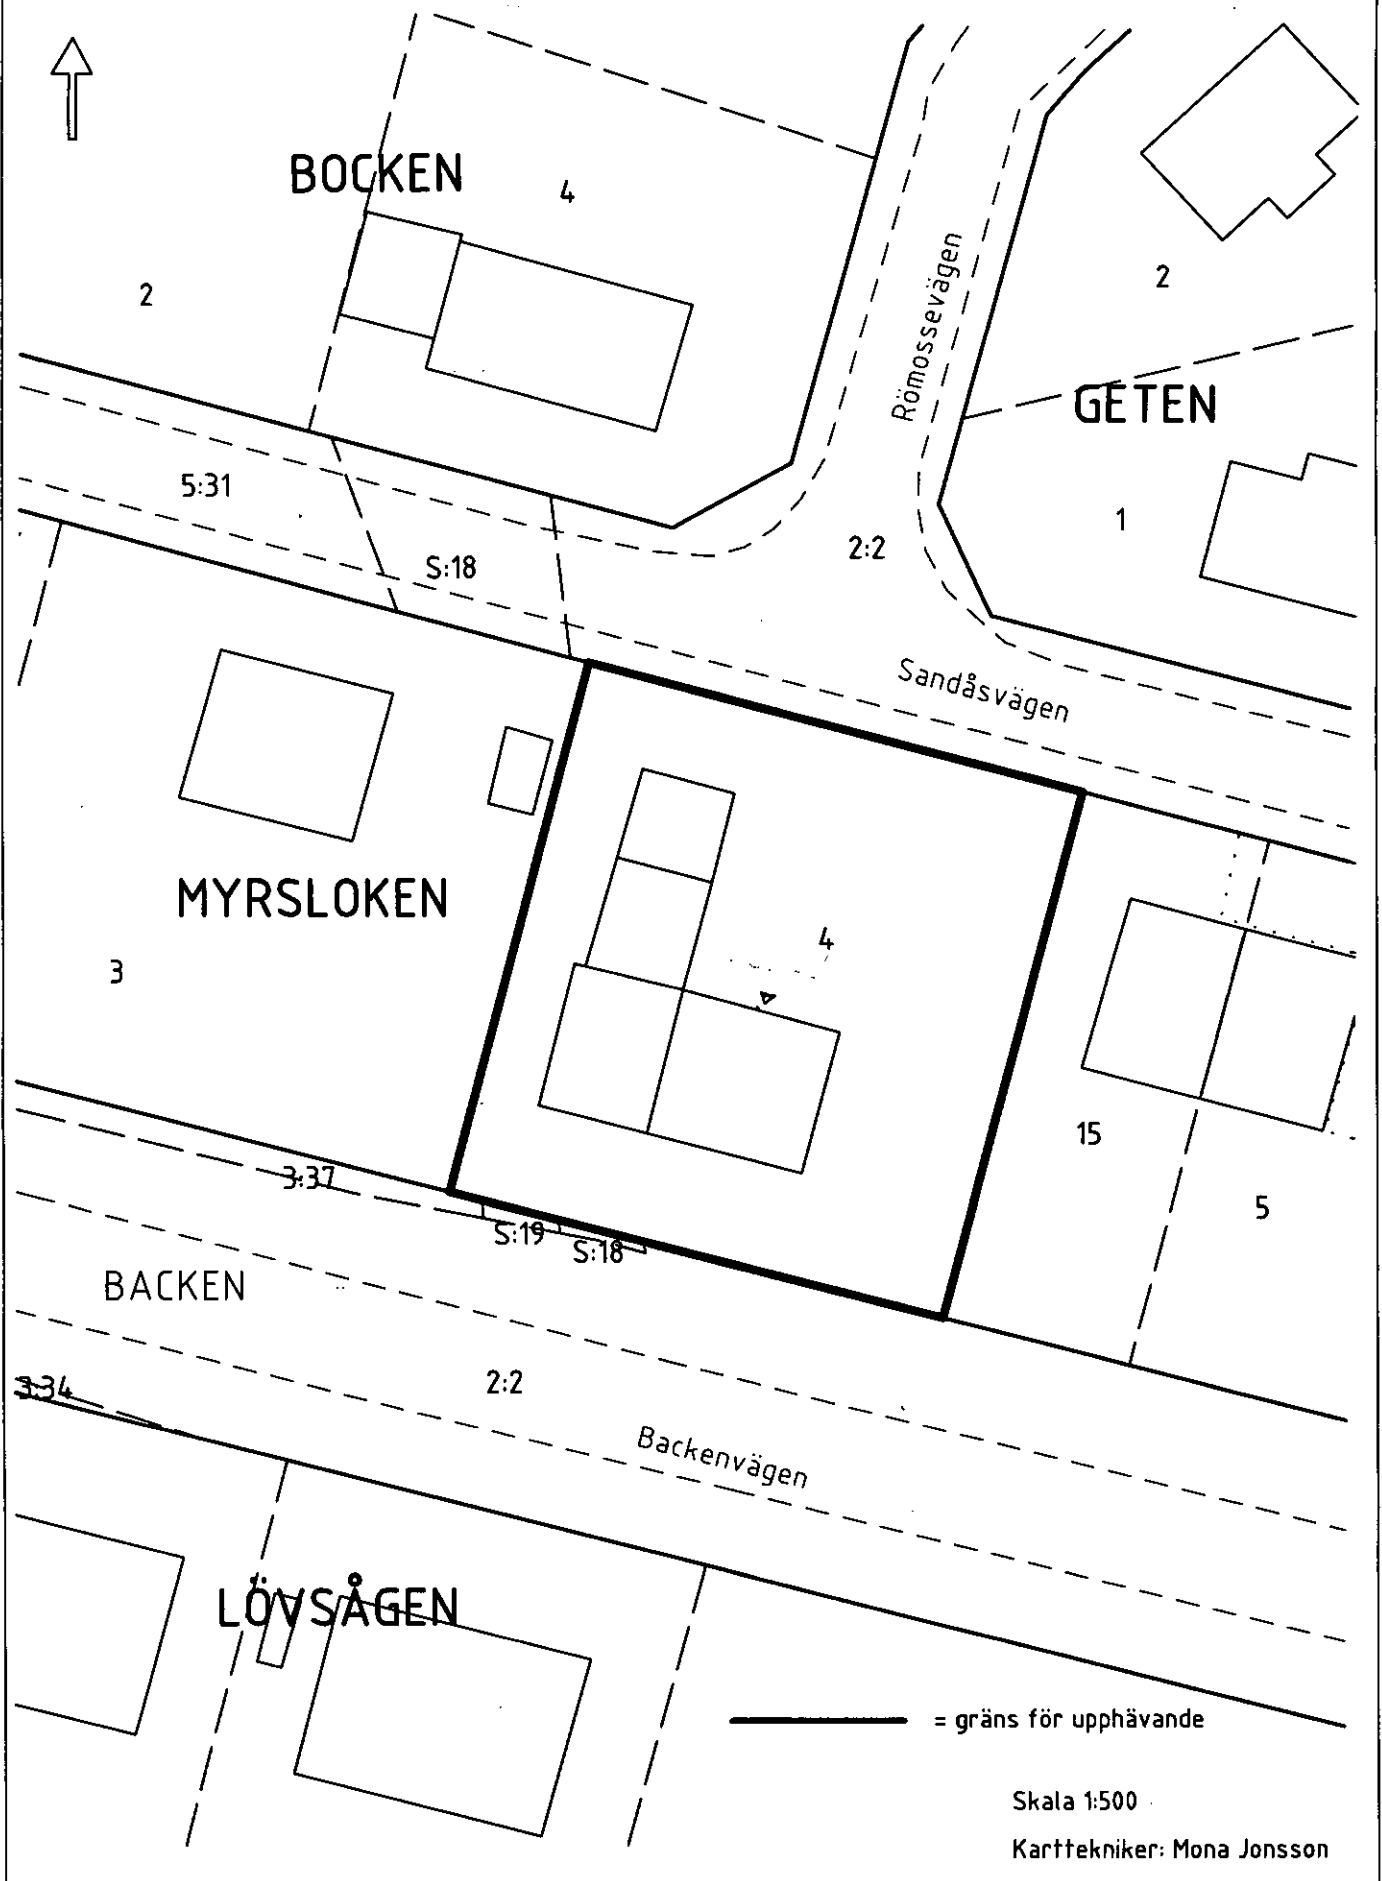 BOCKEN
4
2
Römossevägen
2
GETEN
5:31
1
S:18
2:2
Sandåsvägen
MYRSLOKEN
4
3
15
3:37
5
S:19
S:18
BACKEN
2:2
3:34
Backenvägen
LÖVSÅGEN
= gräns för upphävande
Skala 1:500
Karttekniker: Mona Jonsson